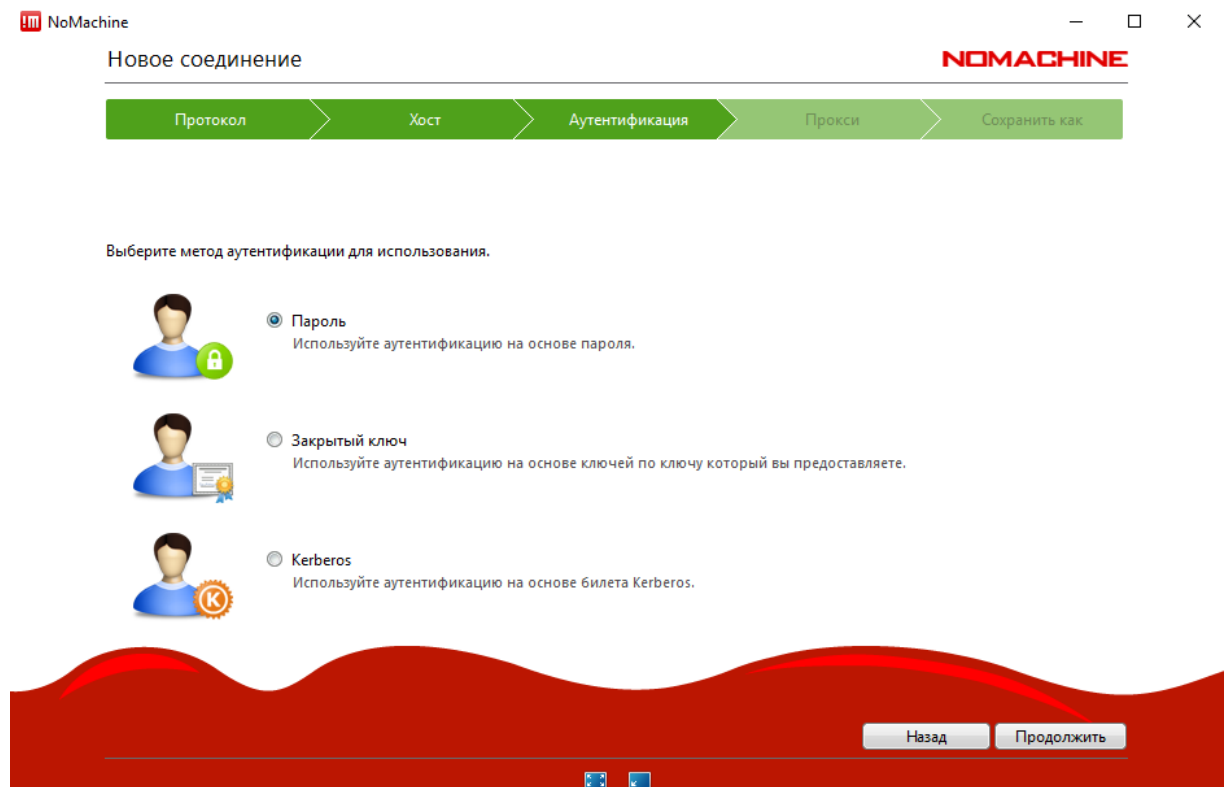 !m NoMachine
Новое соединение
NOMACHINE
Протокол
Хост
Аутентификация
Прокси
Сохранить как
Выберите метод аутентификации для использования.
Пароль
Используйте аутентификацию на основе пароля.
Закрытый ключ
Используйте аутентификацию на основе ключей по ключу который вы предоставляете.
Kerberos
Используйте аутентификацию на основе билета Kerberos.
K
Назад
Продолжить